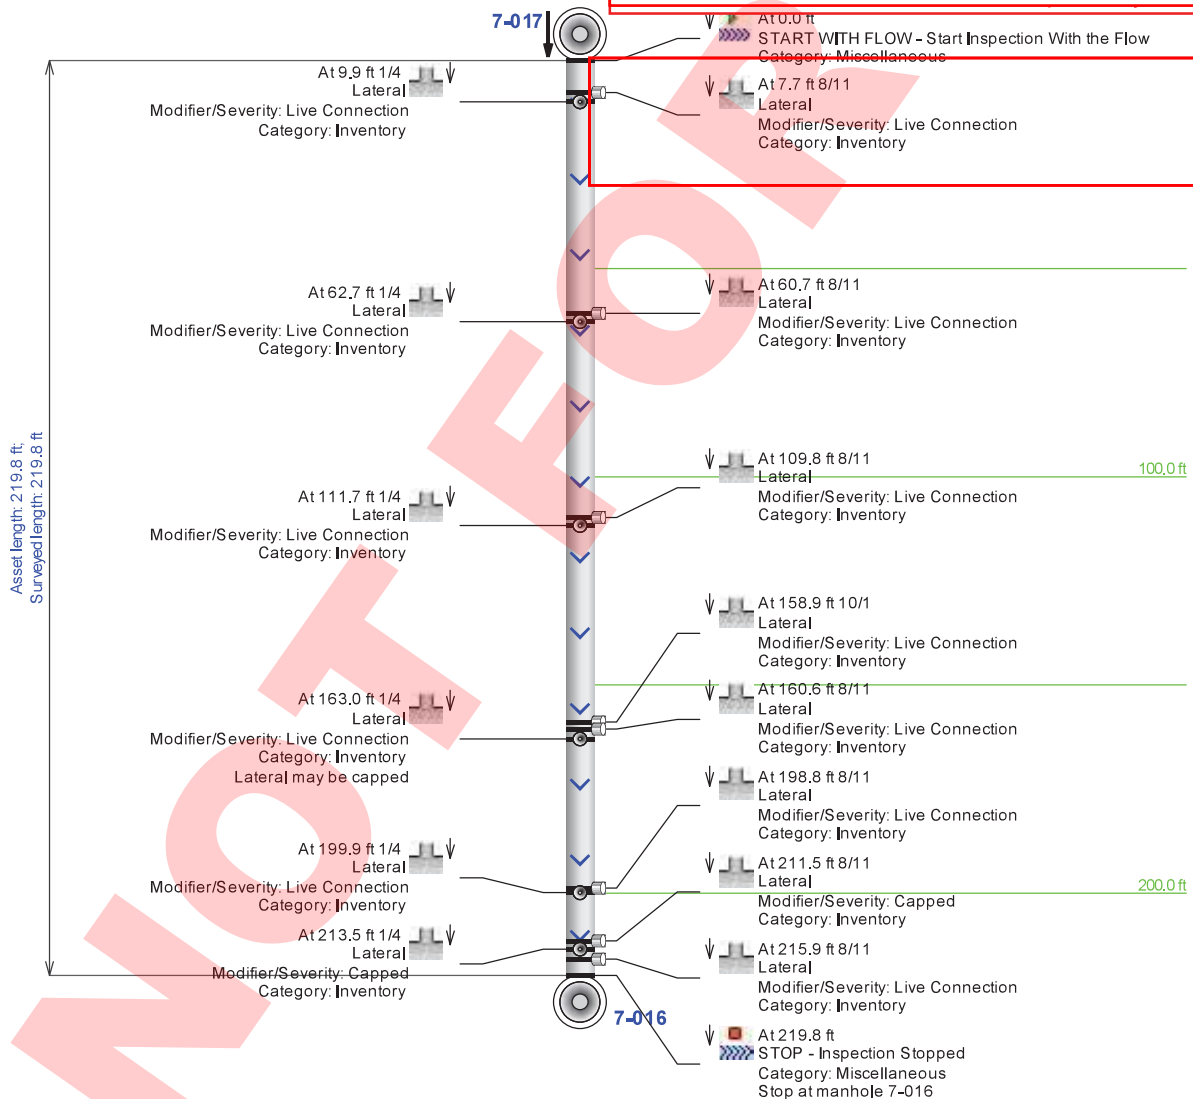 7-017
At 0.0 ft
START WITH FLOW - Start Inspection With the Flow
Category: Miscellaneous
At 9.9 ft 1/4
Lateral
Modifier/Severity: Live Connection
Category: Inventory
At 7.7 ft 8/11
Lateral
Modifier/Severity: Live Connection
Category: Inventory
At 62.7 ft 1/4
Lateral
Modifier/Severity: Live Connection
Category: Inventory
At 60.7 ft 8/11
Lateral
Modifier/Severity: Live Connection
Category: Inventory
Asset length: 219.8 ft;
Surveyed length: 219.8 ft
At 111.7 ft 1/4
Lateral
Modifier/Severity: Live Connection
Category: Inventory
At 109.8 ft 8/11
Lateral
Modifier/Severity: Live Connection
Category: Inventory
100.0 ft
At 158.9 ft 10/1
Lateral
Modifier/Severity: Live Connection
Category: Inventory
At 163.0 ft 1/4
Lateral
Modifier/Severity: Live Connection
Category: Inventory
Lateral may be capped
At 160.6 ft 8/11
Lateral
Modifier/Severity: Live Connection
Category: Inventory
At 198.8 ft 8/11
Lateral
Modifier/Severity: Live Connection
Category: Inventory
At 199.9 ft 1/4
Lateral
Modifier/Severity: Live Connection
Category: Inventory
At 211.5 ft 8/11
Lateral
Modifier/Severity: Capped
Category: Inventory
200.0 ft
At 213.5 ft 1/4
Lateral
Modifier/Severity: Capped
Category: Inventory
At 215.9 ft 8/11
Lateral
Modifier/Severity: Live Connection
Category: Inventory
7-016
At 219.8 ft
STOP - Inspection Stopped
Category: Miscellaneous
Stop at manhole 7-016
NOT FOR